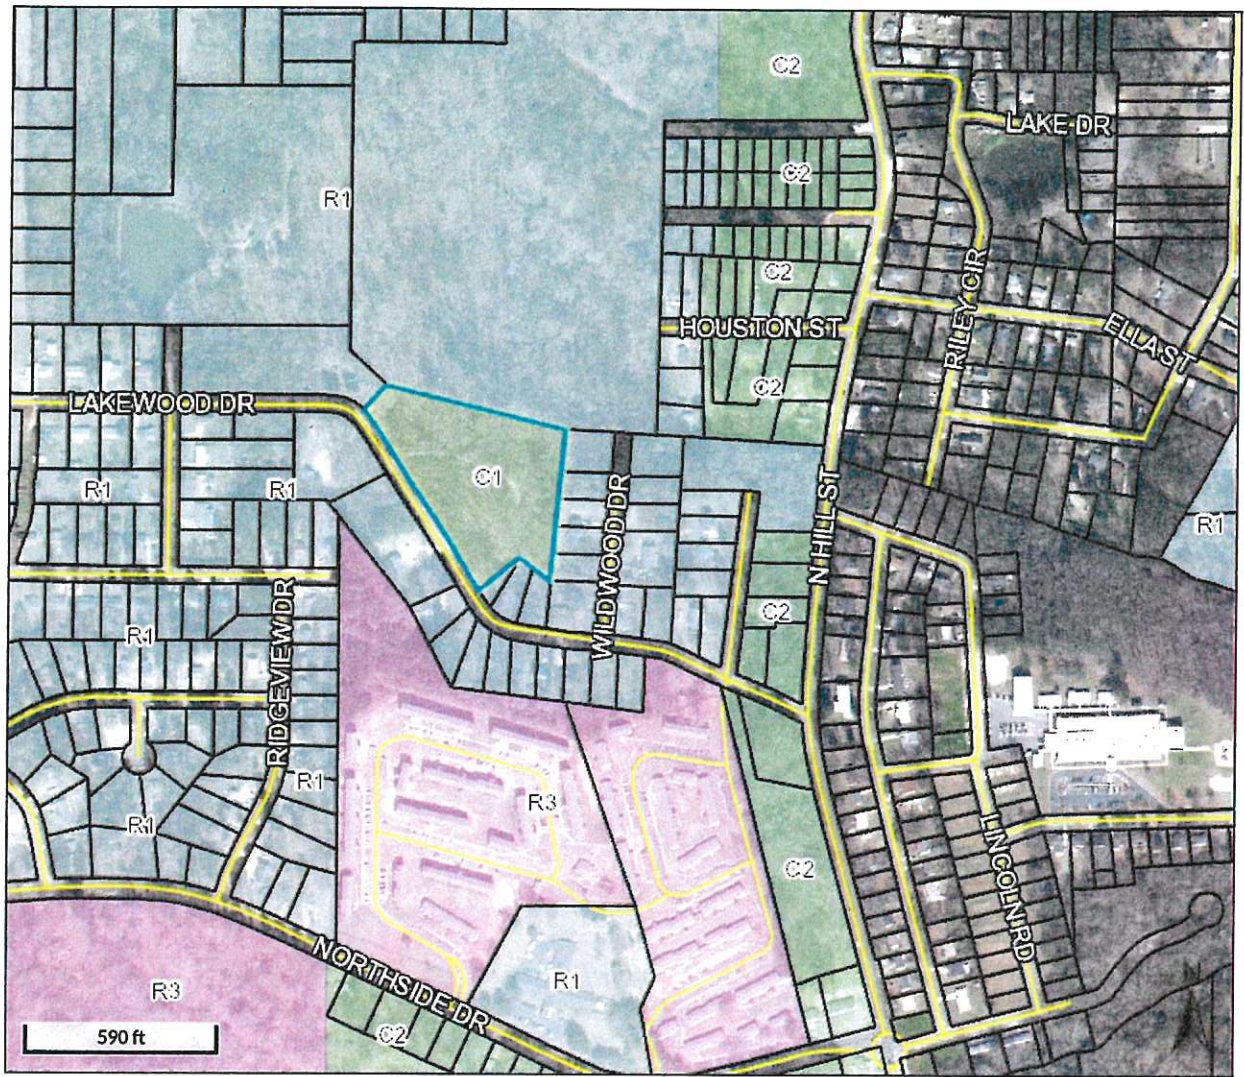 C2
LAKE DR
C2
R1
C2
RILEY CIR
HOUSTON ST
ELLA ST
C2
LAKEWOOD DR
C1
R1
R1
WILDWOOD DR
N HILL ST
R1
C2
R1
RIDGEVIEW DR
R1
R3
R1
C2
LINCOLN RD
NORTHSIDE DR
R1
R3
C2
590 ft
N